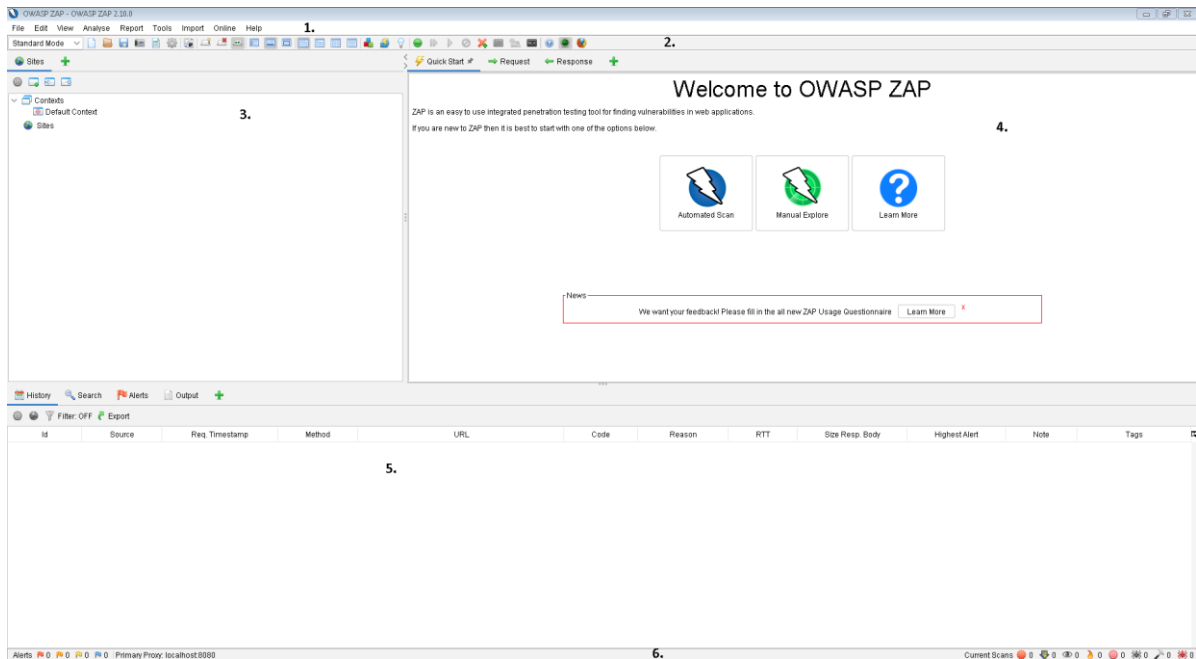 OWASP ZAP - OWASP ZAP 2.10.0
File Edit View Analyse Report Tools Import Online Help
1.
Standard Mode
2.
Sites
Quick Start
Request
Response
Contexts
Default Context
Sites
3.
Welcome to OWASP ZAP
ZAP is an easy to use integrated penetration testing tool for finding vulnerabilities in web applications.
If you are new to ZAP then it is best to start with one of the options below.
4.
Automated Scan
Manual Explore
Learn More
News
We want your feedback! Please fill in the all new ZAP Usage Questionnaire
Learn More
X
History
Search
Alerts
Output
Filter: OFF
Export
Id Source Req. Timestamp Method URL Code Reason RTT Size Resp. Body Highest Alert Note Tags
5.
Alerts 0 0 0 0 Primary Proxy: localhost:8080
6.
Current Scans 0 0 0 0 0 0 0 0